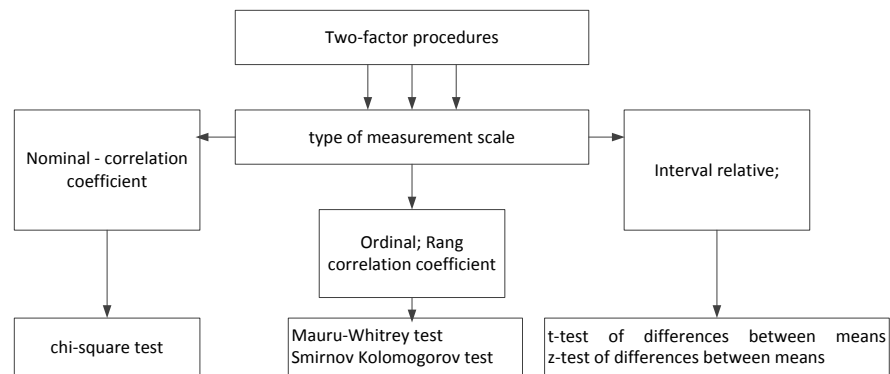 Two-factor procedures
type of measurement scale
Nominal - correlation
coefficient
Interval relative;
Ordinal; Rang
correlation coefficient
chi-square test
Mauru-Whitrey test
Smirnov Kolomogorov test
t-test of differences between means
z-test of differences between means